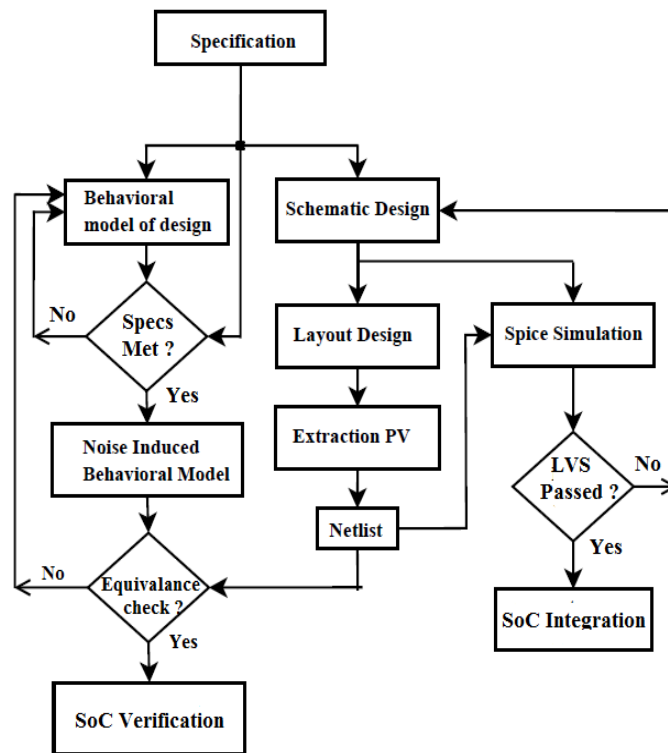 Specification
Behavioral
model of design
Schematic Design
No
Specs
Met ?
Layout Design
Spice Simulation
Yes
Noise Induced
Behavioral Model
Extraction PV
LVS
Passed ?
No
Netlist
Yes
No
Equivalance
check ?
SoC Integration
Yes
SoC Verification